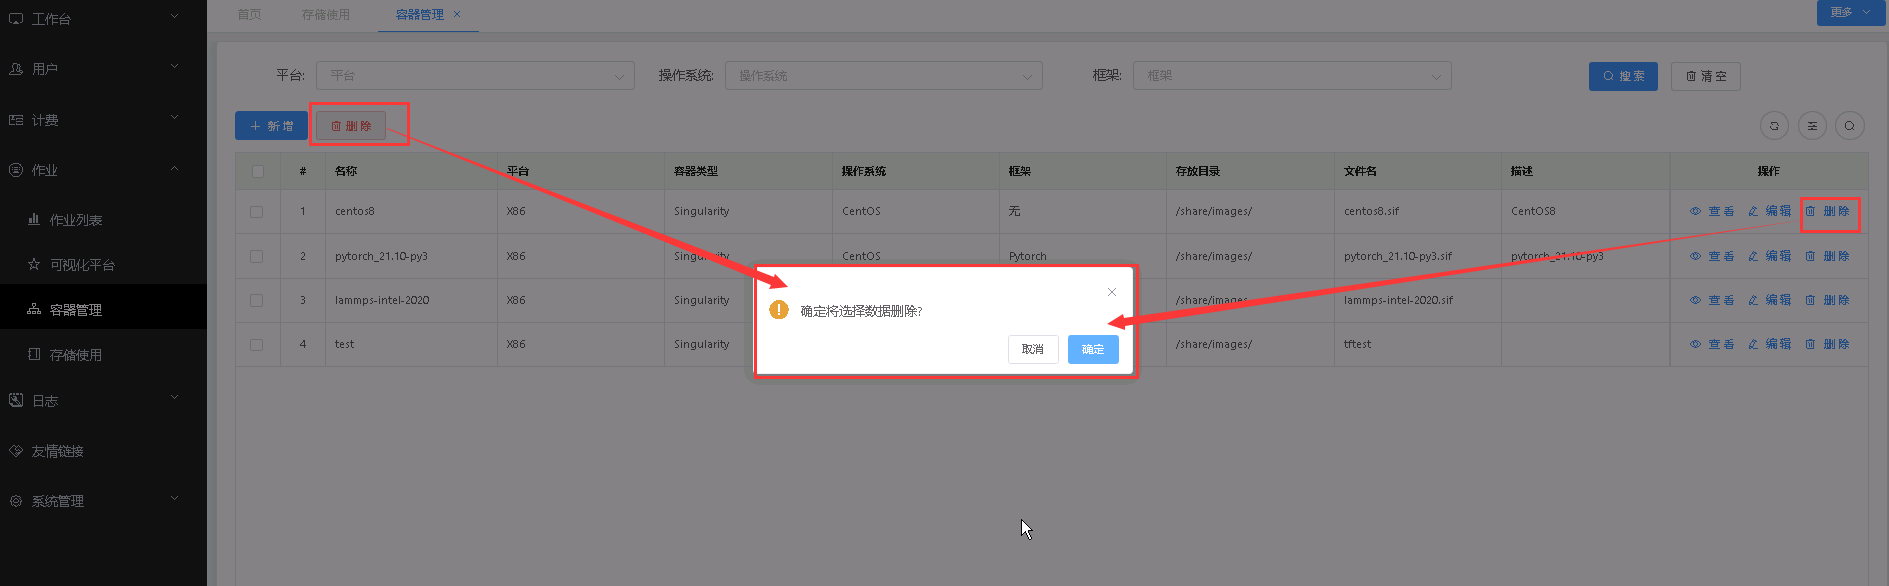 工作台
用户
计费
作业
作业列表
可视化平台
容器管理
存储使用
日志
友情链接
系统管理
首页 存储使用 容器管理 × 更多
平台: 平台 操作系统: 操作系统 框架: 框架 搜索 清空
+ 新增 删除
# 名称 平台 容器类型 操作系统 框架 存放目录 文件名 描述 操作
1 centos8 X86 Singularity CentOS 无 /share/images/ centos8.sif CentOS8 查看 编辑 删除
2 pytorch_21.10-py3 X86 Singularity CentOS Pytorch /share/images/ pytorch_21.10-py3.sif pytorch_21.10-py3 查看 编辑 删除
3 lammps-intel-2020 X86 Singularity /share/images/ lammps-intel-2020.sif 查看 编辑 删除
4 test X86 Singularity /share/images/ tftest 查看 编辑 删除
确定将选择数据删除?
取消 确定